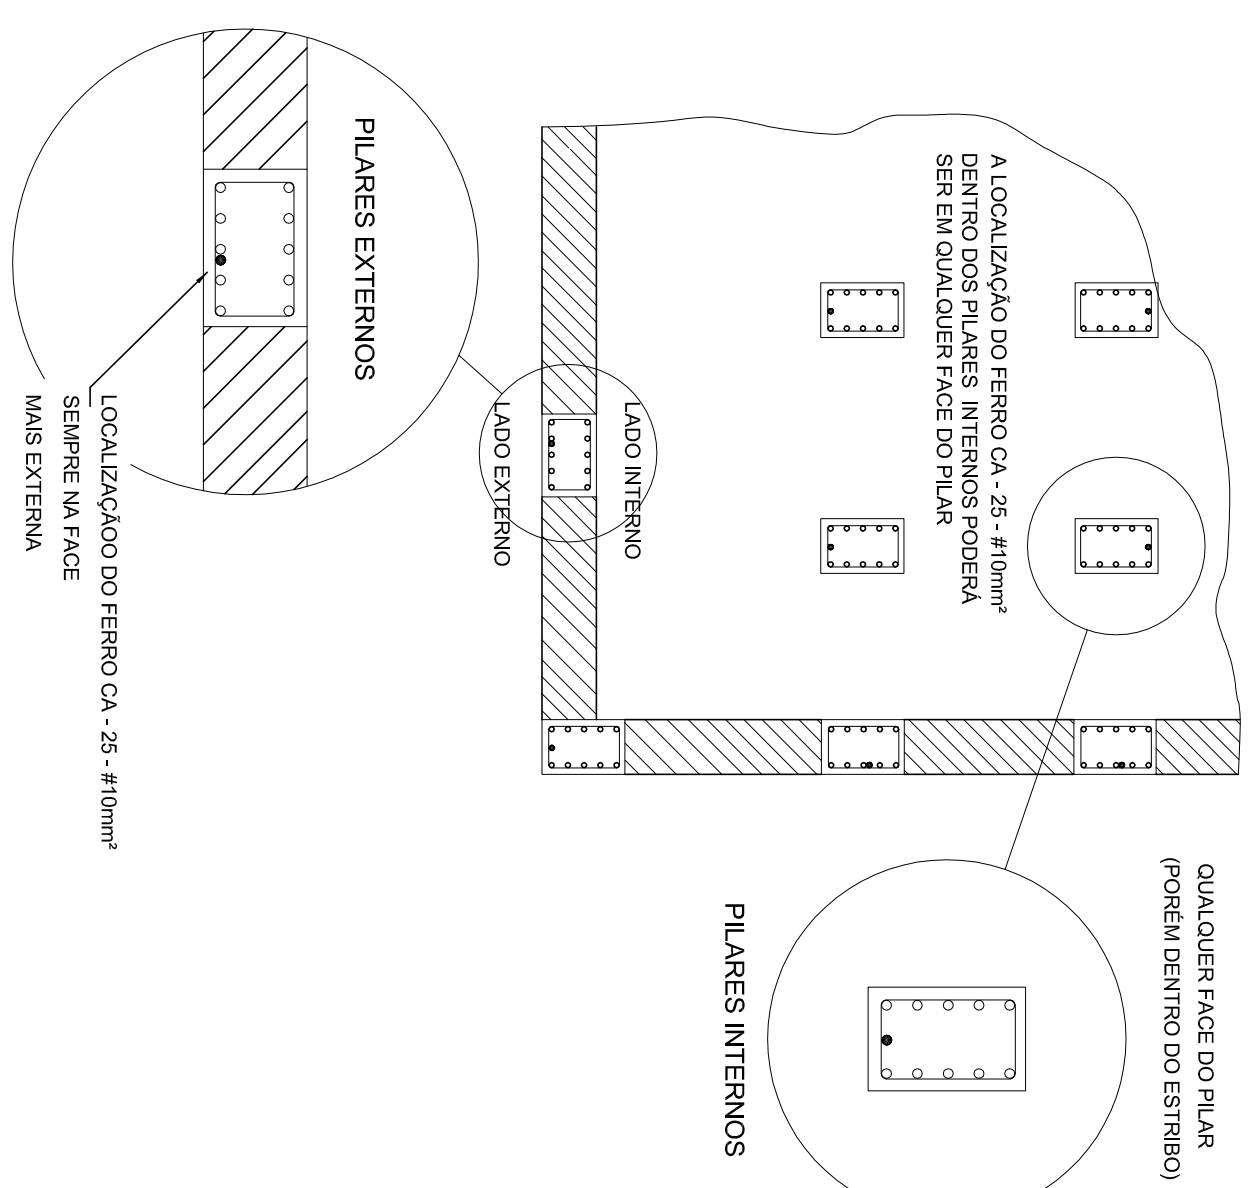 QUALQUER FACE DO PILAR
(PORÉM DENTRO DO ESTRIBO)
A LOCALIZAÇÃO DO FERRO CA - 25 - #10mm²
DENTRO DOS PILARES INTERNOS PODERÁ
SER EM QUALQUER FACE DO PILAR
PILARES INTERNOS
LADO INTERNO
LADO EXTERNO
PILARES EXTERNOS
LOCALIZAÇÃOO DO FERRO CA - 25 - #10mm²
SEMPRE NA FACE
MAIS EXTERNA